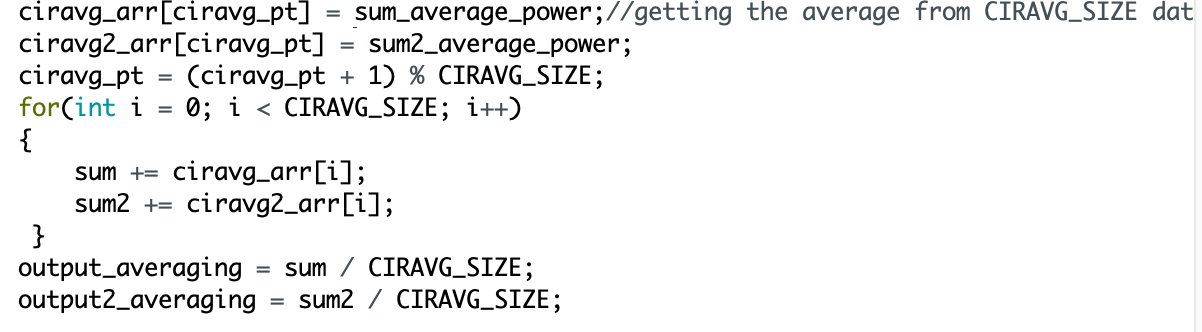 ciravg_arr[ciravg_pt] = sum_average_power;//getting the average from CIRAVG_SIZE dat
ciravg2_arr[ciravg_pt] = sum2_average_power;
ciravg_pt = (ciravg_pt + 1) % CIRAVG_SIZE;
for(int i = 0; i < CIRAVG_SIZE; i++)
{
    sum += ciravg_arr[i];
    sum2 += ciravg2_arr[i];
 }
output_averaging = sum / CIRAVG_SIZE;
output2_averaging = sum2 / CIRAVG_SIZE;